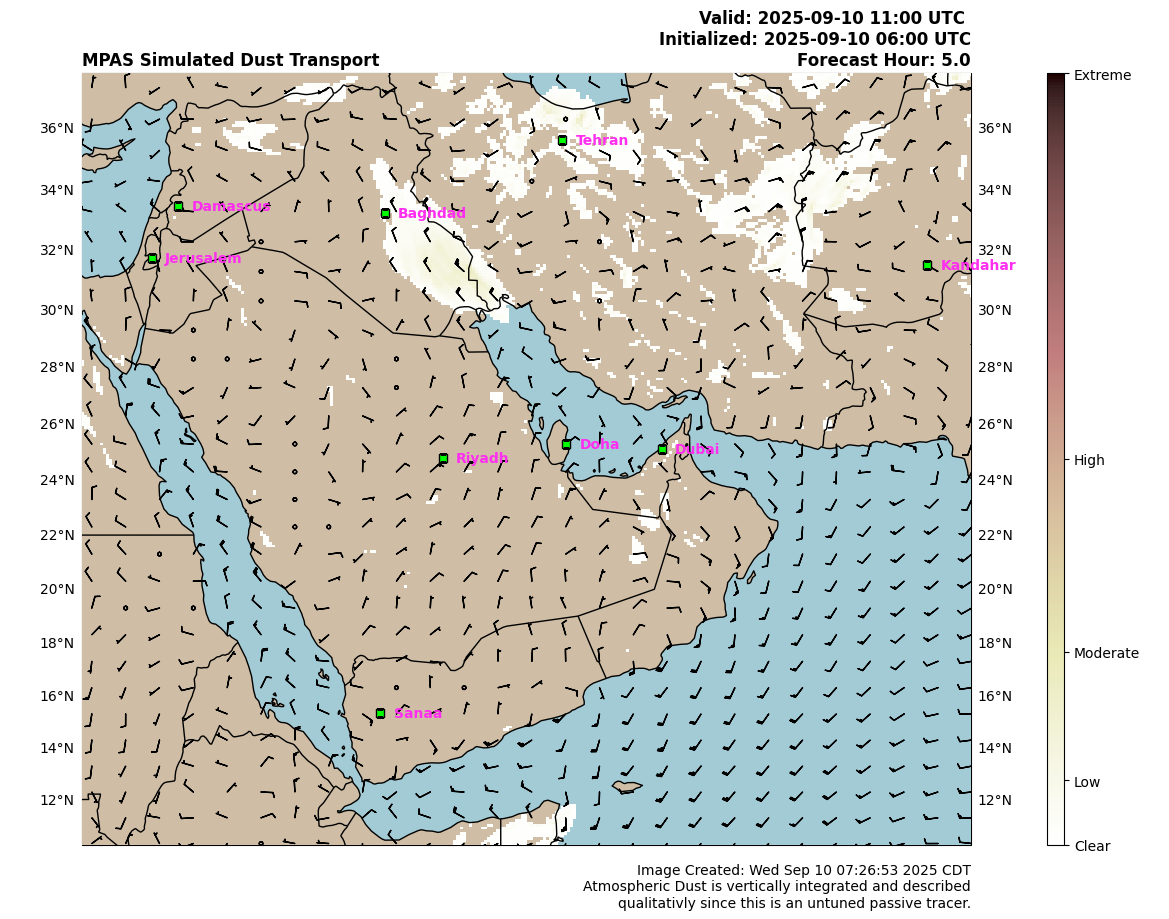 Valid: 2025-09-10 11:00 UTC
Initialized: 2025-09-10 06:00 UTC
MPAS Simulated Dust Transport Forecast Hour: 5.0
Extreme
36°N Tehran 36°N
34°N Damascus Baghdad 34°N
32°N Jerusalem Kandahar 32°N
30°N 30°N
28°N 28°N
26°N Doha Dubai 26°N
High
24°N Riyadh 24°N
22°N 22°N
20°N 20°N
18°N 18°N
Moderate
16°N Sanaa 16°N
14°N 14°N
Low
12°N 12°N
Clear
Image Created: Wed Sep 10 07:26:53 2025 CDT
Atmospheric Dust is vertically integrated and described
qualitativly since this is an untuned passive tracer.